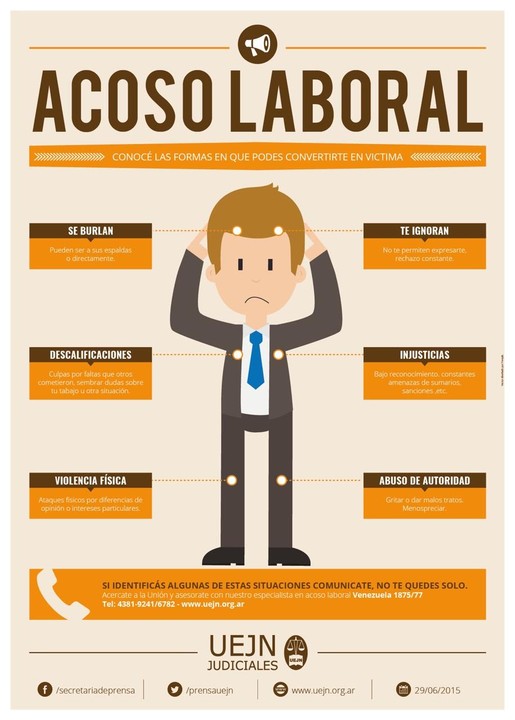 ACOSO LABORAL
CONOCÉ LAS FORMAS EN QUE PODES CONVERTIRTE EN VICTIMA
SE BURLAN
Pueden ser a sus espaldas
o directamente.
TE IGNORAN
No te permiten expresarte,
rechazo constante.
DESCALIFICACIONES
Culpas por faltas que otros
cometieron, sembrar dudas sobre
tu tabajo u otra situación.
INJUSTICIAS
Bajo reconocimiento, constantes
amenazas de sumarios,
sanciones .etc.
VIOLENCIA FÍSICA
Ataques físicos por diferencias de
opinión o intereses particulares.
ABUSO DE AUTORIDAD
Gritar o dar malos tratos.
Menospreciar.
SI IDENTIFICÁS ALGUNAS DE ESTAS SITUACIONES COMUNICATE, NO TE QUEDES SOLO.
Acercate a la Unión y asesorate con nuestro especialista en acoso laboral Venezuela 1875/77
Tel: 4381-9241/6782 - www.uejn.org.ar
UEJN
JUDICIALES
UEJN
/secretariadeprensa
/prensauejn
www.uejn.org.ar
29/06/2015